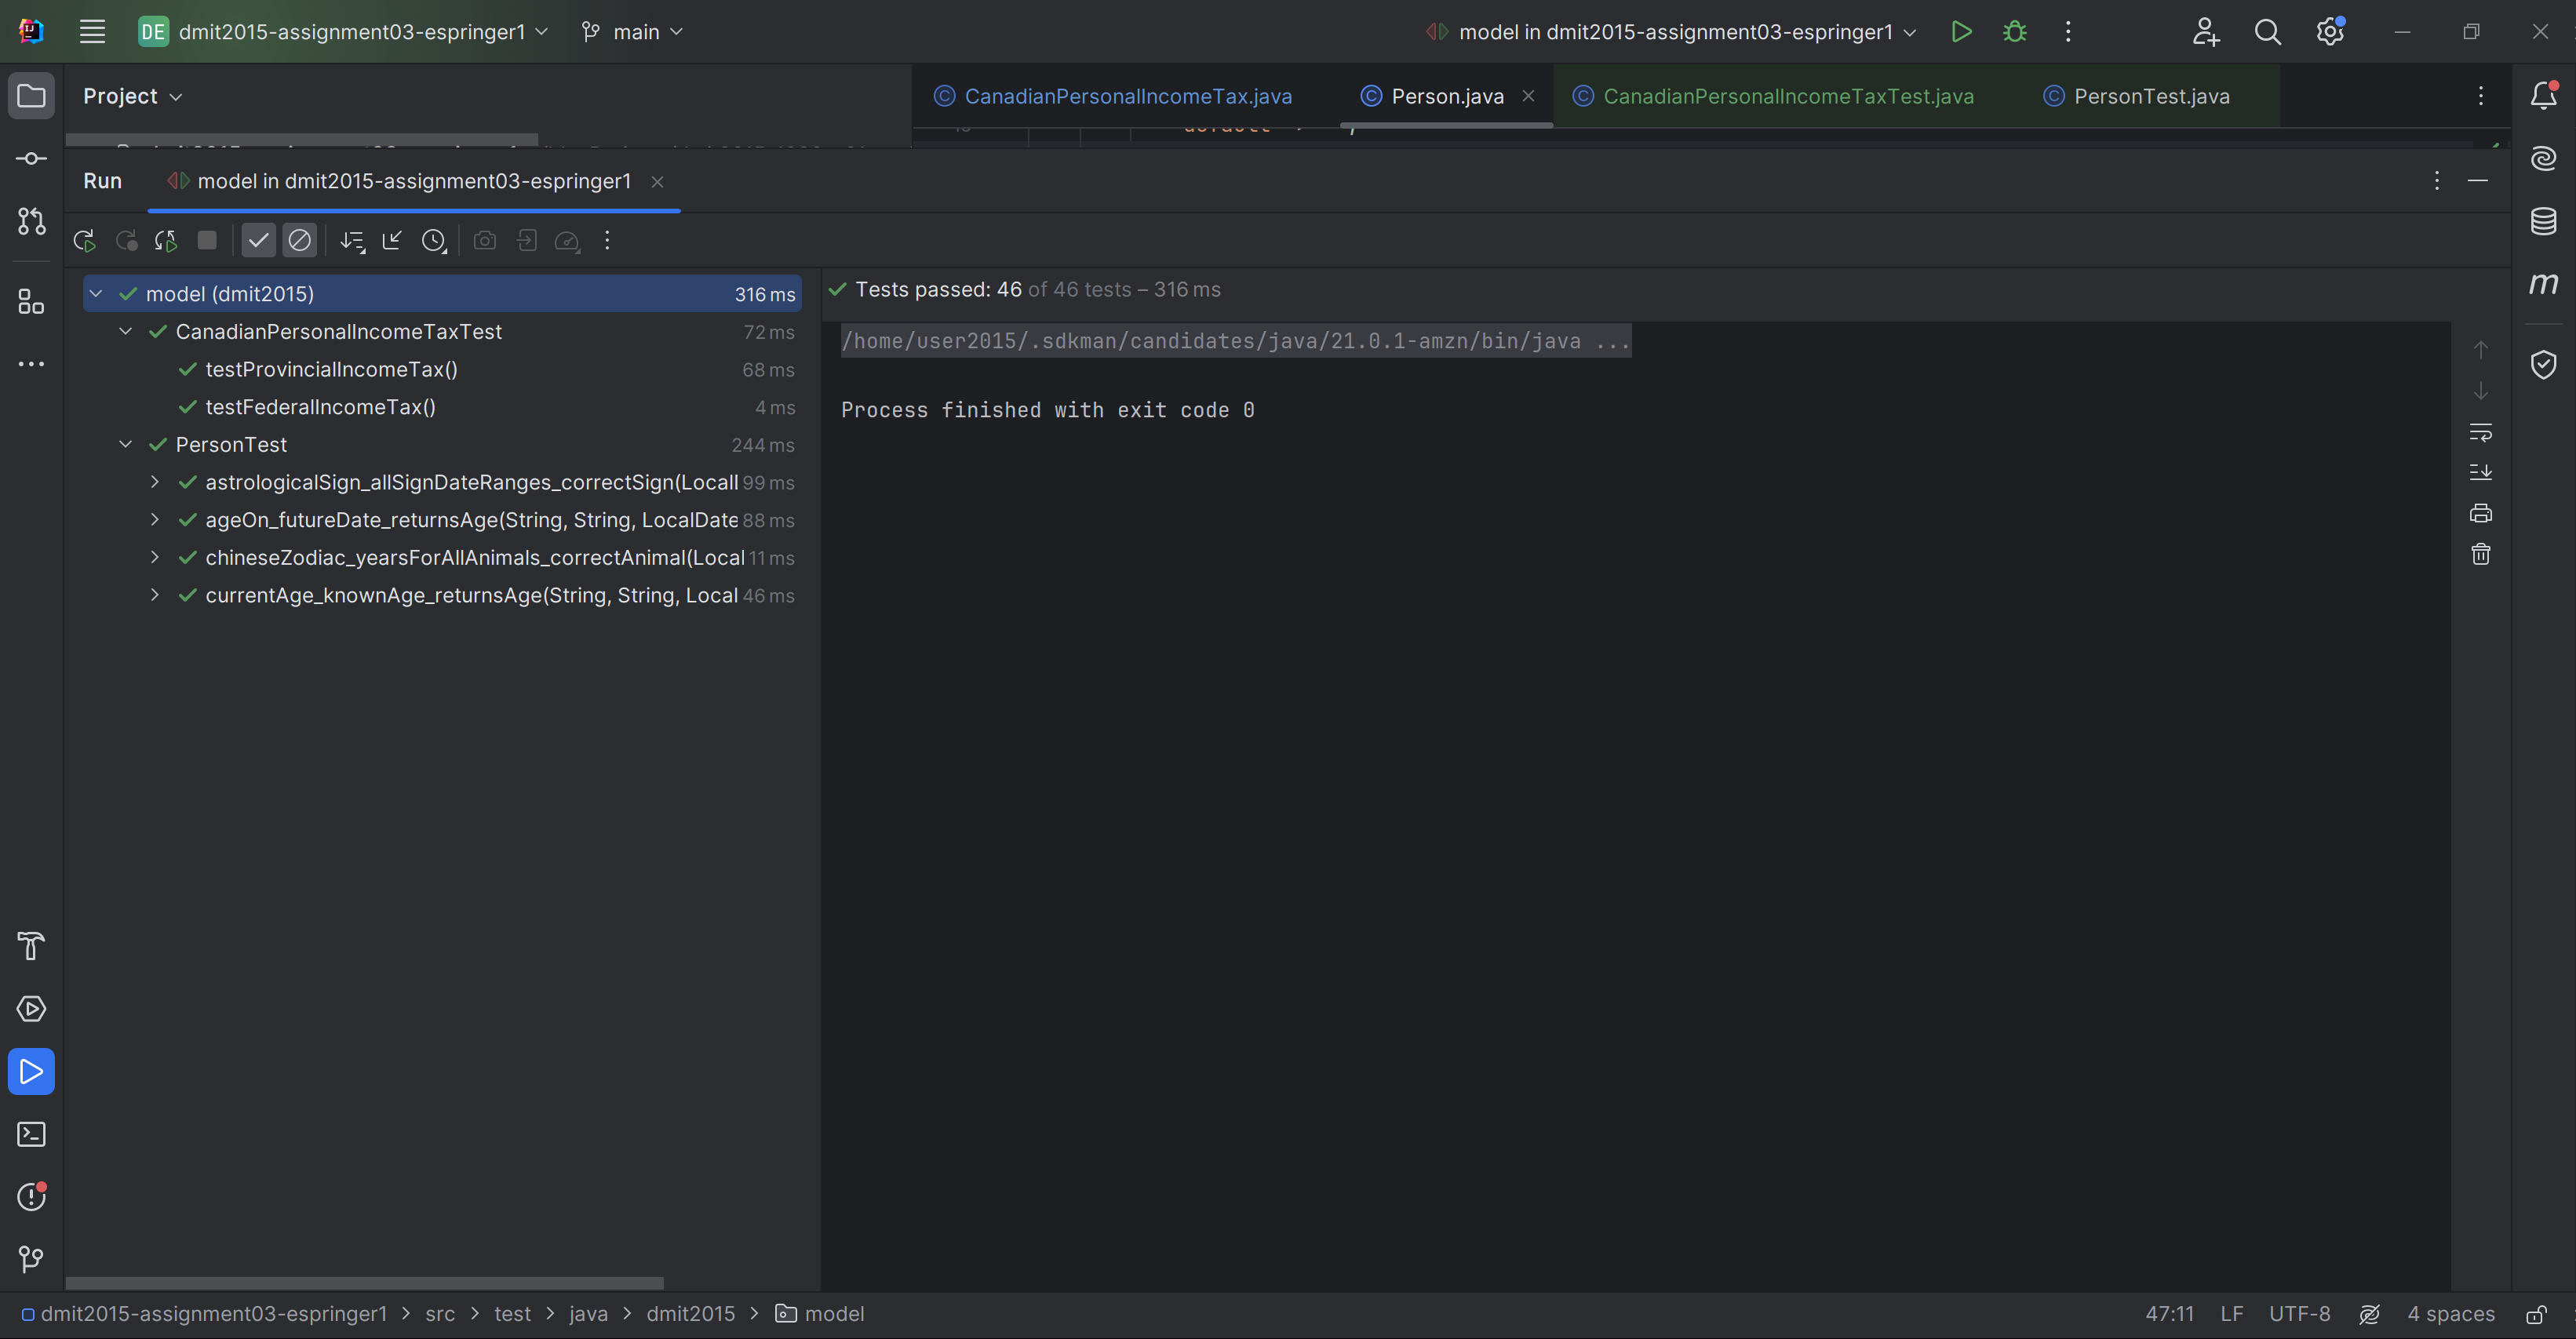 DE dmit2015-assignment03-espringer1 main model in dmit2015-assignment03-espringer1
Project
CanadianPersonalIncomeTax.java Person.java CanadianPersonalIncomeTaxTest.java PersonTest.java
Run model in dmit2015-assignment03-espringer1
model (dmit2015) 316 ms
Tests passed: 46 of 46 tests – 316 ms
CanadianPersonalIncomeTaxTest 72 ms
/home/user2015/.sdkman/candidates/java/21.0.1-amzn/bin/java ...
testProvincialIncomeTax() 68 ms
testFederalIncomeTax() 4 ms
Process finished with exit code 0
PersonTest 244 ms
astrologicalSign_allSignDateRanges_correctSign(Locall 99 ms
ageOn_futureDate_returnsAge(String, String, LocalDate 88 ms
chineseZodiac_yearsForAllAnimals_correctAnimal(Local 11 ms
currentAge_knownAge_returnsAge(String, String, Local 46 ms
dmit2015-assignment03-espringer1 > src > test > java > dmit2015 > model 47:11 LF UTF-8 4 spaces